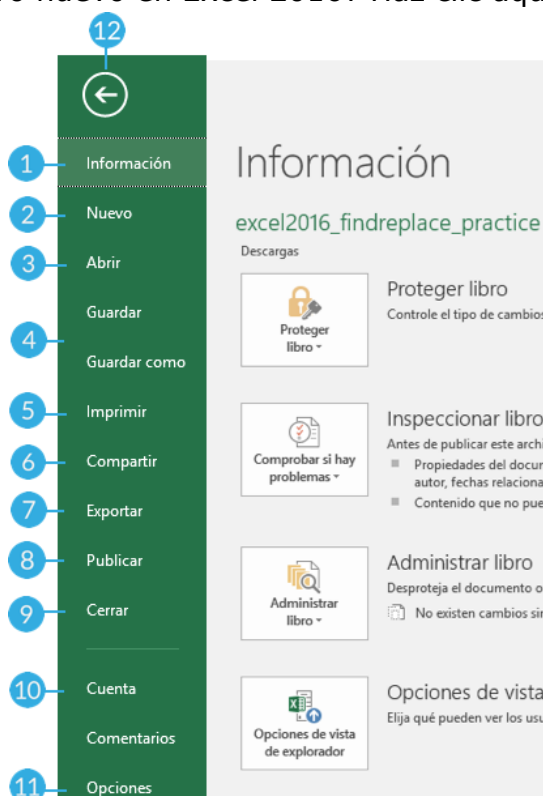 nuevo en Excel 2016? Haz clic aquí
12
1 Información
2 Nuevo
3 Abrir
Guardar
4
Guardar como
5 Imprimir
6 Compartir
7 Exportar
8 Publicar
9 Cerrar
10 Cuenta
Comentarios
11 Opciones
Información
excel2016_findreplace_practice
Descargas
Proteger
libro
Proteger libro
Controle el tipo de cambios
Comprobar si hay
problemas
Inspeccionar libro
Antes de publicar este archi
Propiedades del docum
autor, fechas relaciona
Contenido que no pue
Administrar
libro
Administrar libro
Desproteja el documento o
No existen cambios sin
Opciones de vista
de explorador
Opciones de vista
Elija qué pueden ver los usu